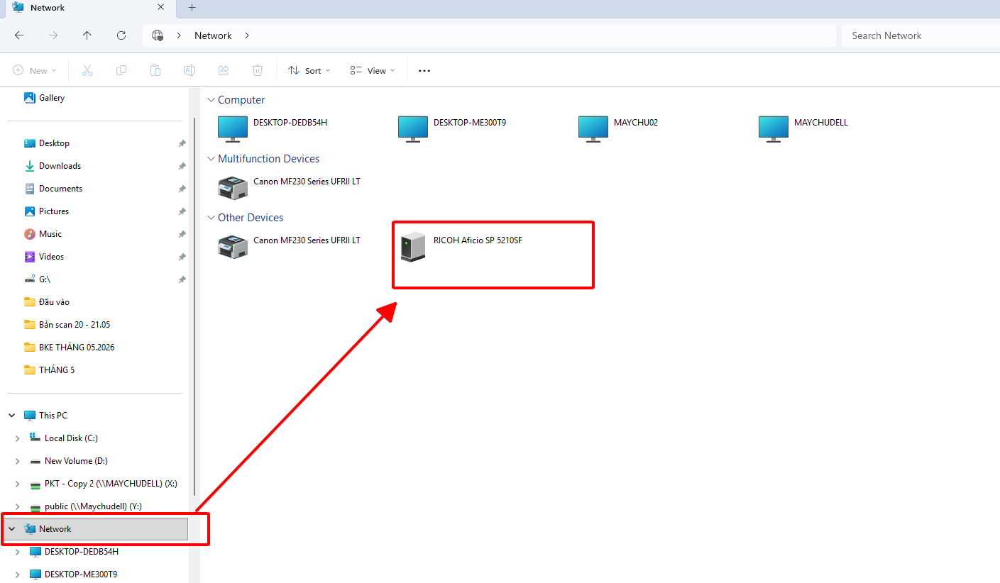 Network
Network
Search Network
New
Sort
View
Gallery
Desktop
Downloads
Documents
Pictures
Music
Videos
G:\
Đầu vào
Bản scan 20 - 21.05
BKE THÁNG 05.2026
THÁNG 5
This PC
Local Disk (C:)
New Volume (D:)
PKT - Copy 2 (\\MAYCHUDELL) (X:)
public (\\Maychudell) (Y:)
Network
DESKTOP-DEDB54H
DESKTOP-ME300T9
Computer
DESKTOP-DEDB54H
DESKTOP-ME300T9
MAYCHU02
MAYCHUDELL
Multifunction Devices
Canon MF230 Series UFRII LT
Other Devices
Canon MF230 Series UFRII LT
RICOH Aficio SP 5210SF